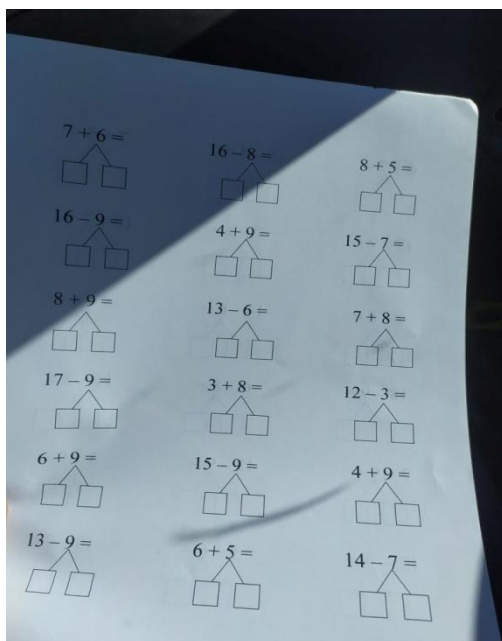 7 + 6 =
16 – 8 =
8 + 5 =
16 – 9 =
4 + 9 =
15 – 7 =
8 + 9 =
13 – 6 =
7 + 8 =
17 – 9 =
3 + 8 =
12 – 3 =
6 + 9 =
15 – 9 =
4 + 9 =
13 – 9 =
6 + 5 =
14 – 7 =